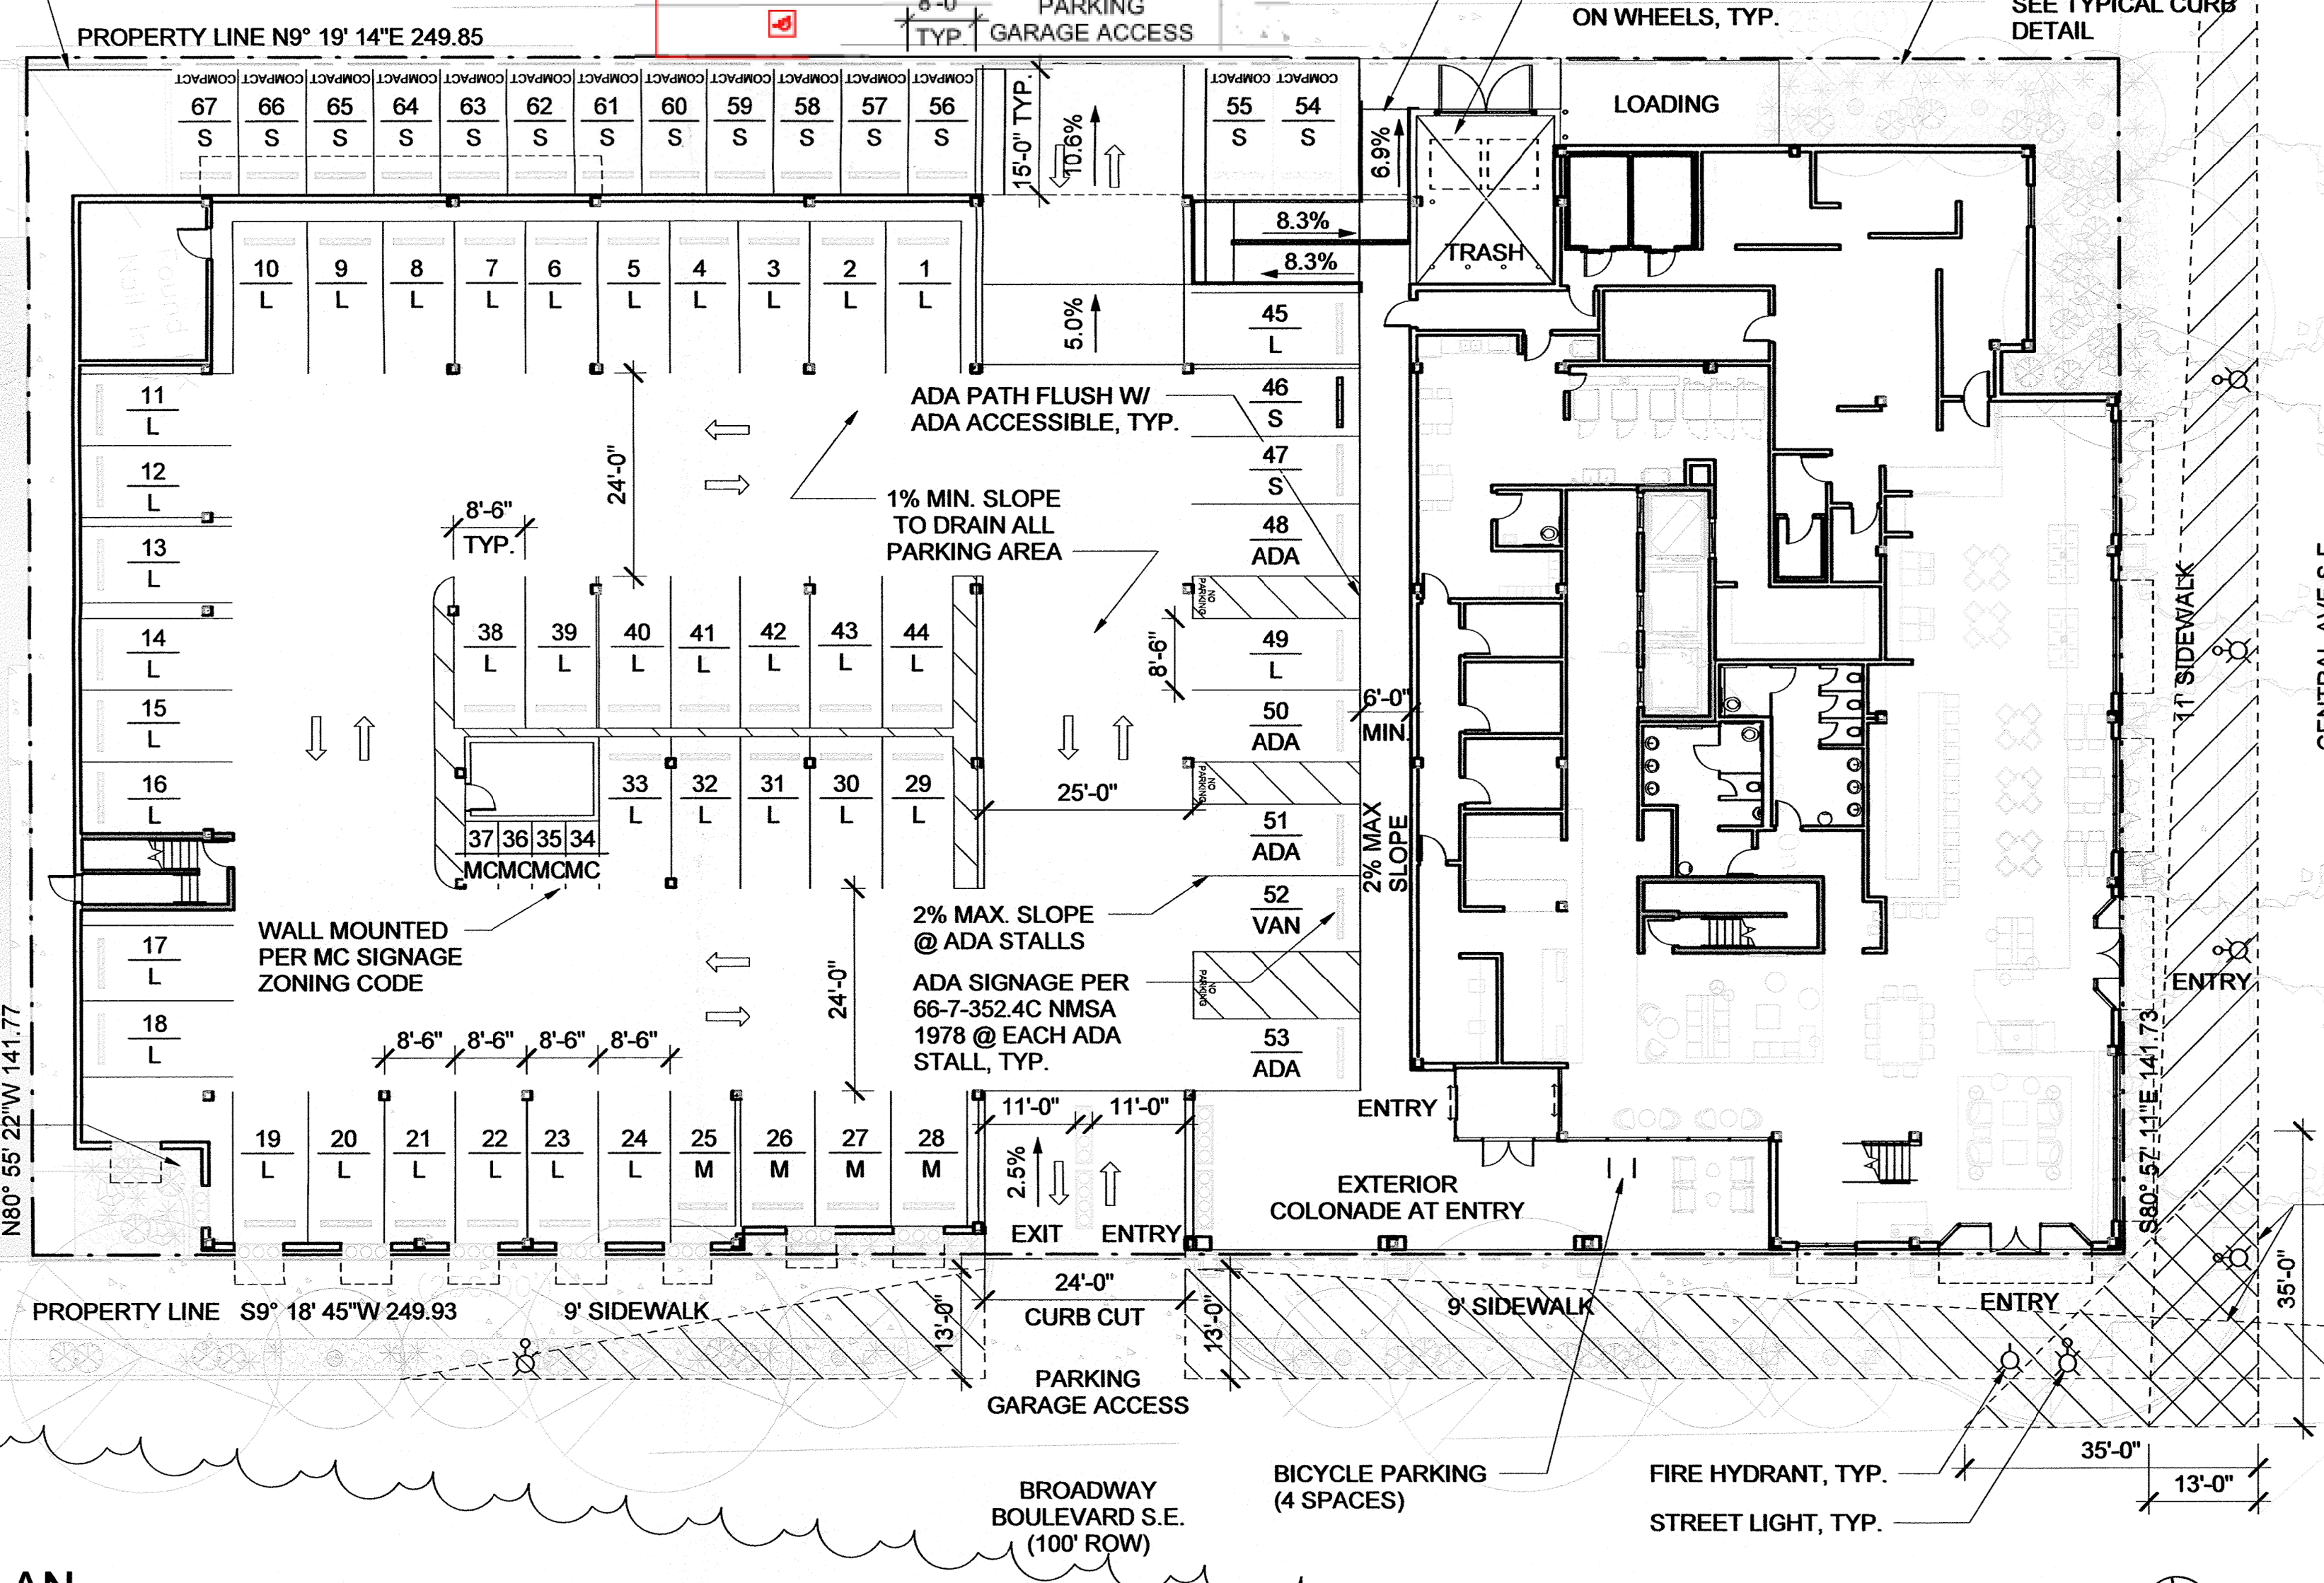 8'-0"
TYP.
PARKING
GARAGE ACCESS
ON WHEELS, TYP.
SEE TYPICAL CURB
DETAIL
PROPERTY LINE N9° 19' 14"E 249.85
COMPACT COMPACT COMPACT COMPACT COMPACT COMPACT COMPACT COMPACT COMPACT COMPACT COMPACT COMPACT
67 66 65 64 63 62 61 60 59 58 57 56
S S S S S S S S S S S S
15'-0" TYP.
10.6%
COMPACT COMPACT
55 54
S S
6.9%
LOADING
TRASH
8.3%
8.3%
5.0%
10 9 8 7 6 5 4 3 2 1
L L L L L L L L L L
45
L
46
S
47
S
48
ADA
NO
PARKING
49
L
50
ADA
NO
PARKING
51
ADA
52
VAN
NO
PARKING
53
ADA
11
L
12
L
13
L
14
L
15
L
16
L
17
L
18
L
ADA PATH FLUSH W/
ADA ACCESSIBLE, TYP.
24'-0"
1% MIN. SLOPE
TO DRAIN ALL
PARKING AREA
8'-6"
TYP.
38 39 40 41 42 43 44
L L L L L L L
8'-6"
6'-0"
MIN.
25'-0"
33 32 31 30 29
L L L L L
37 36 35 34
MC MC MC MC
2% MAX
SLOPE
WALL MOUNTED
PER MC SIGNAGE
ZONING CODE
2% MAX. SLOPE
@ ADA STALLS
ADA SIGNAGE PER
66-7-352.4C NMSA
1978 @ EACH ADA
STALL, TYP.
24'-0"
8'-6" 8'-6" 8'-6" 8'-6"
19 20 21 22 23 24 25 26 27 28
L L L L L L M M M M
11'-0" 11'-0"
2.5%
EXIT ENTRY
ENTRY
EXTERIOR
COLONADE AT ENTRY
11' SIDEWALK
CENTRAL AVE S.E.
ENTRY
N80° 55' 22"W 141.77
S80° 57' 11"E 141.73
PROPERTY LINE S9° 18' 45"W 249.93
9' SIDEWALK
13'-0"
24'-0"
CURB CUT
13'-0"
9' SIDEWALK
ENTRY
35'-0"
PARKING
GARAGE ACCESS
BROADWAY
BOULEVARD S.E.
(100' ROW)
BICYCLE PARKING
(4 SPACES)
FIRE HYDRANT, TYP.
STREET LIGHT, TYP.
35'-0"
13'-0"